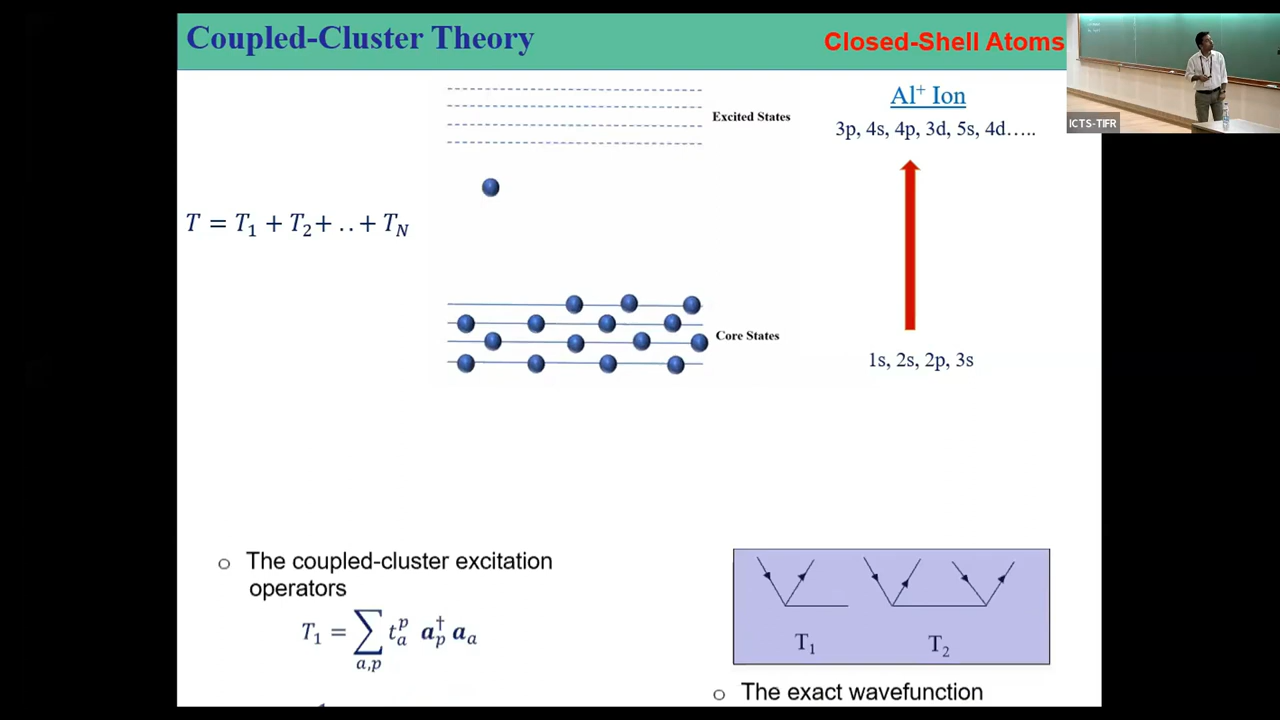 Coupled-Cluster Theory
Closed-Shell Atoms
ICTS-TIFR
Al⁺ Ion
3p, 4s, 4p, 3d, 5s, 4d…..
Excited States
T = T₁ + T₂+ . . + T_N
Core States
1s, 2s, 2p, 3s
o The coupled-cluster excitation
operators
T₁ = ∑_{a,p} t_a^p a_p^† a_a
T₁
T₂
o The exact wavefunction